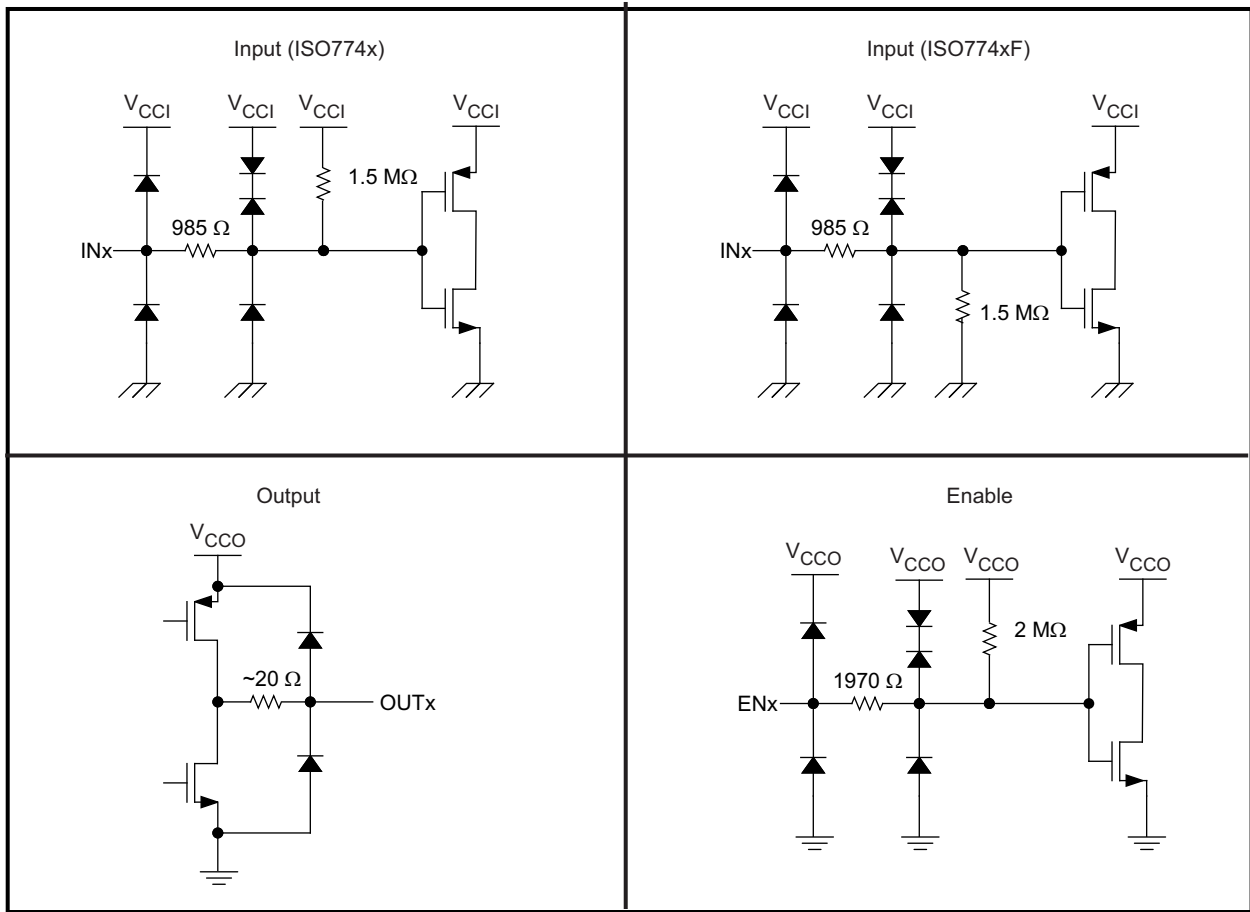 Input (ISO774x)
VCCI VCCI VCCI VCCI
1.5 MΩ
985 Ω
INx
Input (ISO774xF)
VCCI VCCI VCCI
985 Ω
INx
1.5 MΩ
Output
VCCO
~20 Ω
OUTx
Enable
VCCO VCCO VCCO VCCO
2 MΩ
1970 Ω
ENx